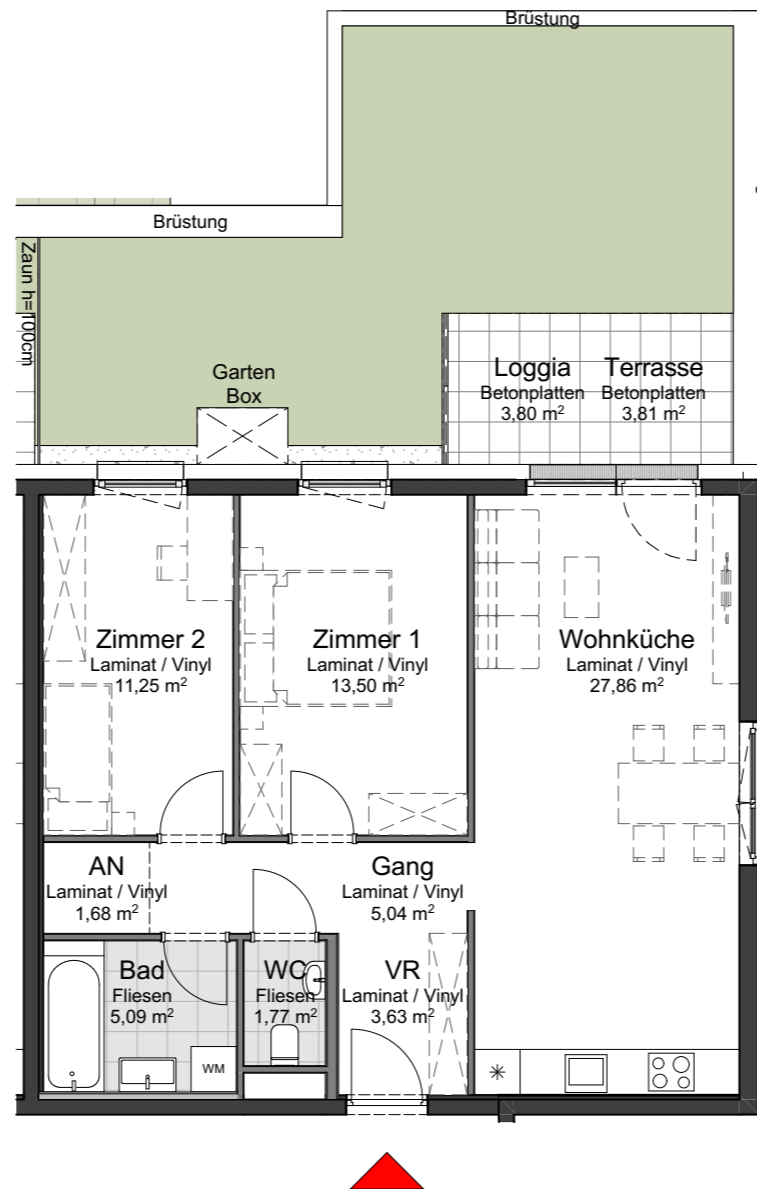 Brüstung
Brüstung
Zaun h=100cm
Garten
Box
Loggia
Betonplatten
3,80 m²
Terrasse
Betonplatten
3,81 m²
Zimmer 2
Laminat / Vinyl
11,25 m²
Zimmer 1
Laminat / Vinyl
13,50 m²
Wohnküche
Laminat / Vinyl
27,86 m²
AN
Laminat / Vinyl
1,68 m²
Gang
Laminat / Vinyl
5,04 m²
Bad
Fliesen
5,09 m²
WC
Fliesen
1,77 m²
VR
Laminat / Vinyl
3,63 m²
WM